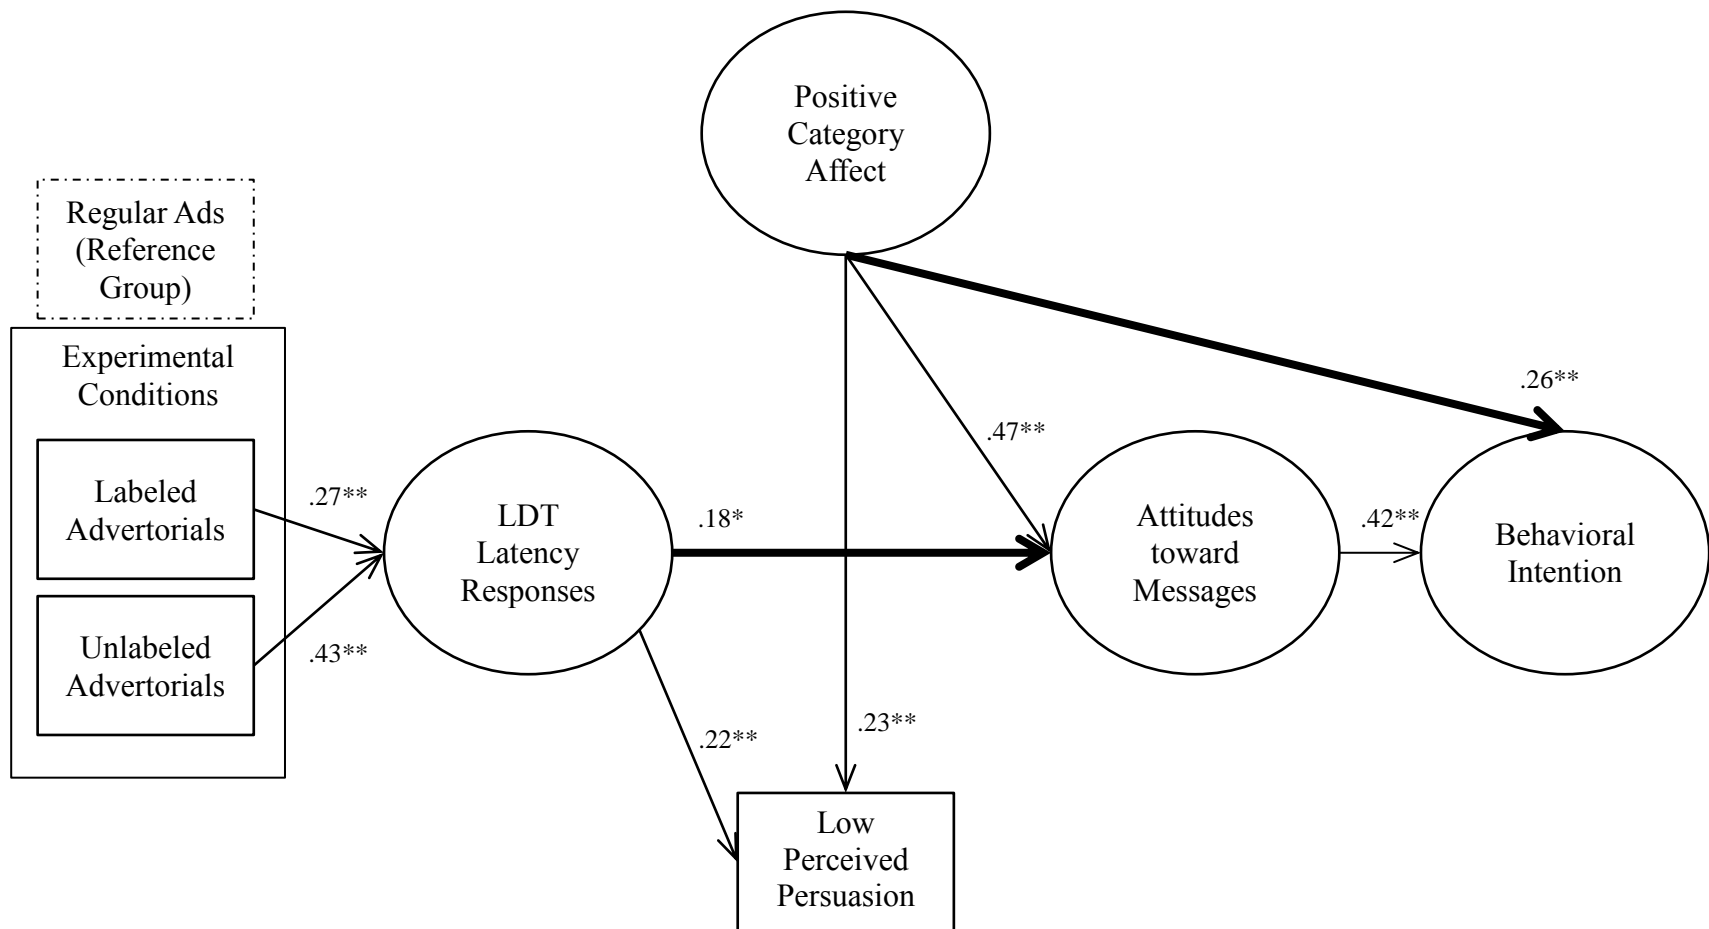 Positive
Category
Affect
Regular Ads
(Reference
Group)
Experimental
Conditions
Labeled
Advertorials
Unlabeled
Advertorials
.27**
.43**
LDT
Latency
Responses
.18*
.22**
.23**
.47**
.26**
Attitudes
toward
Messages
.42**
Behavioral
Intention
Low
Perceived
Persuasion